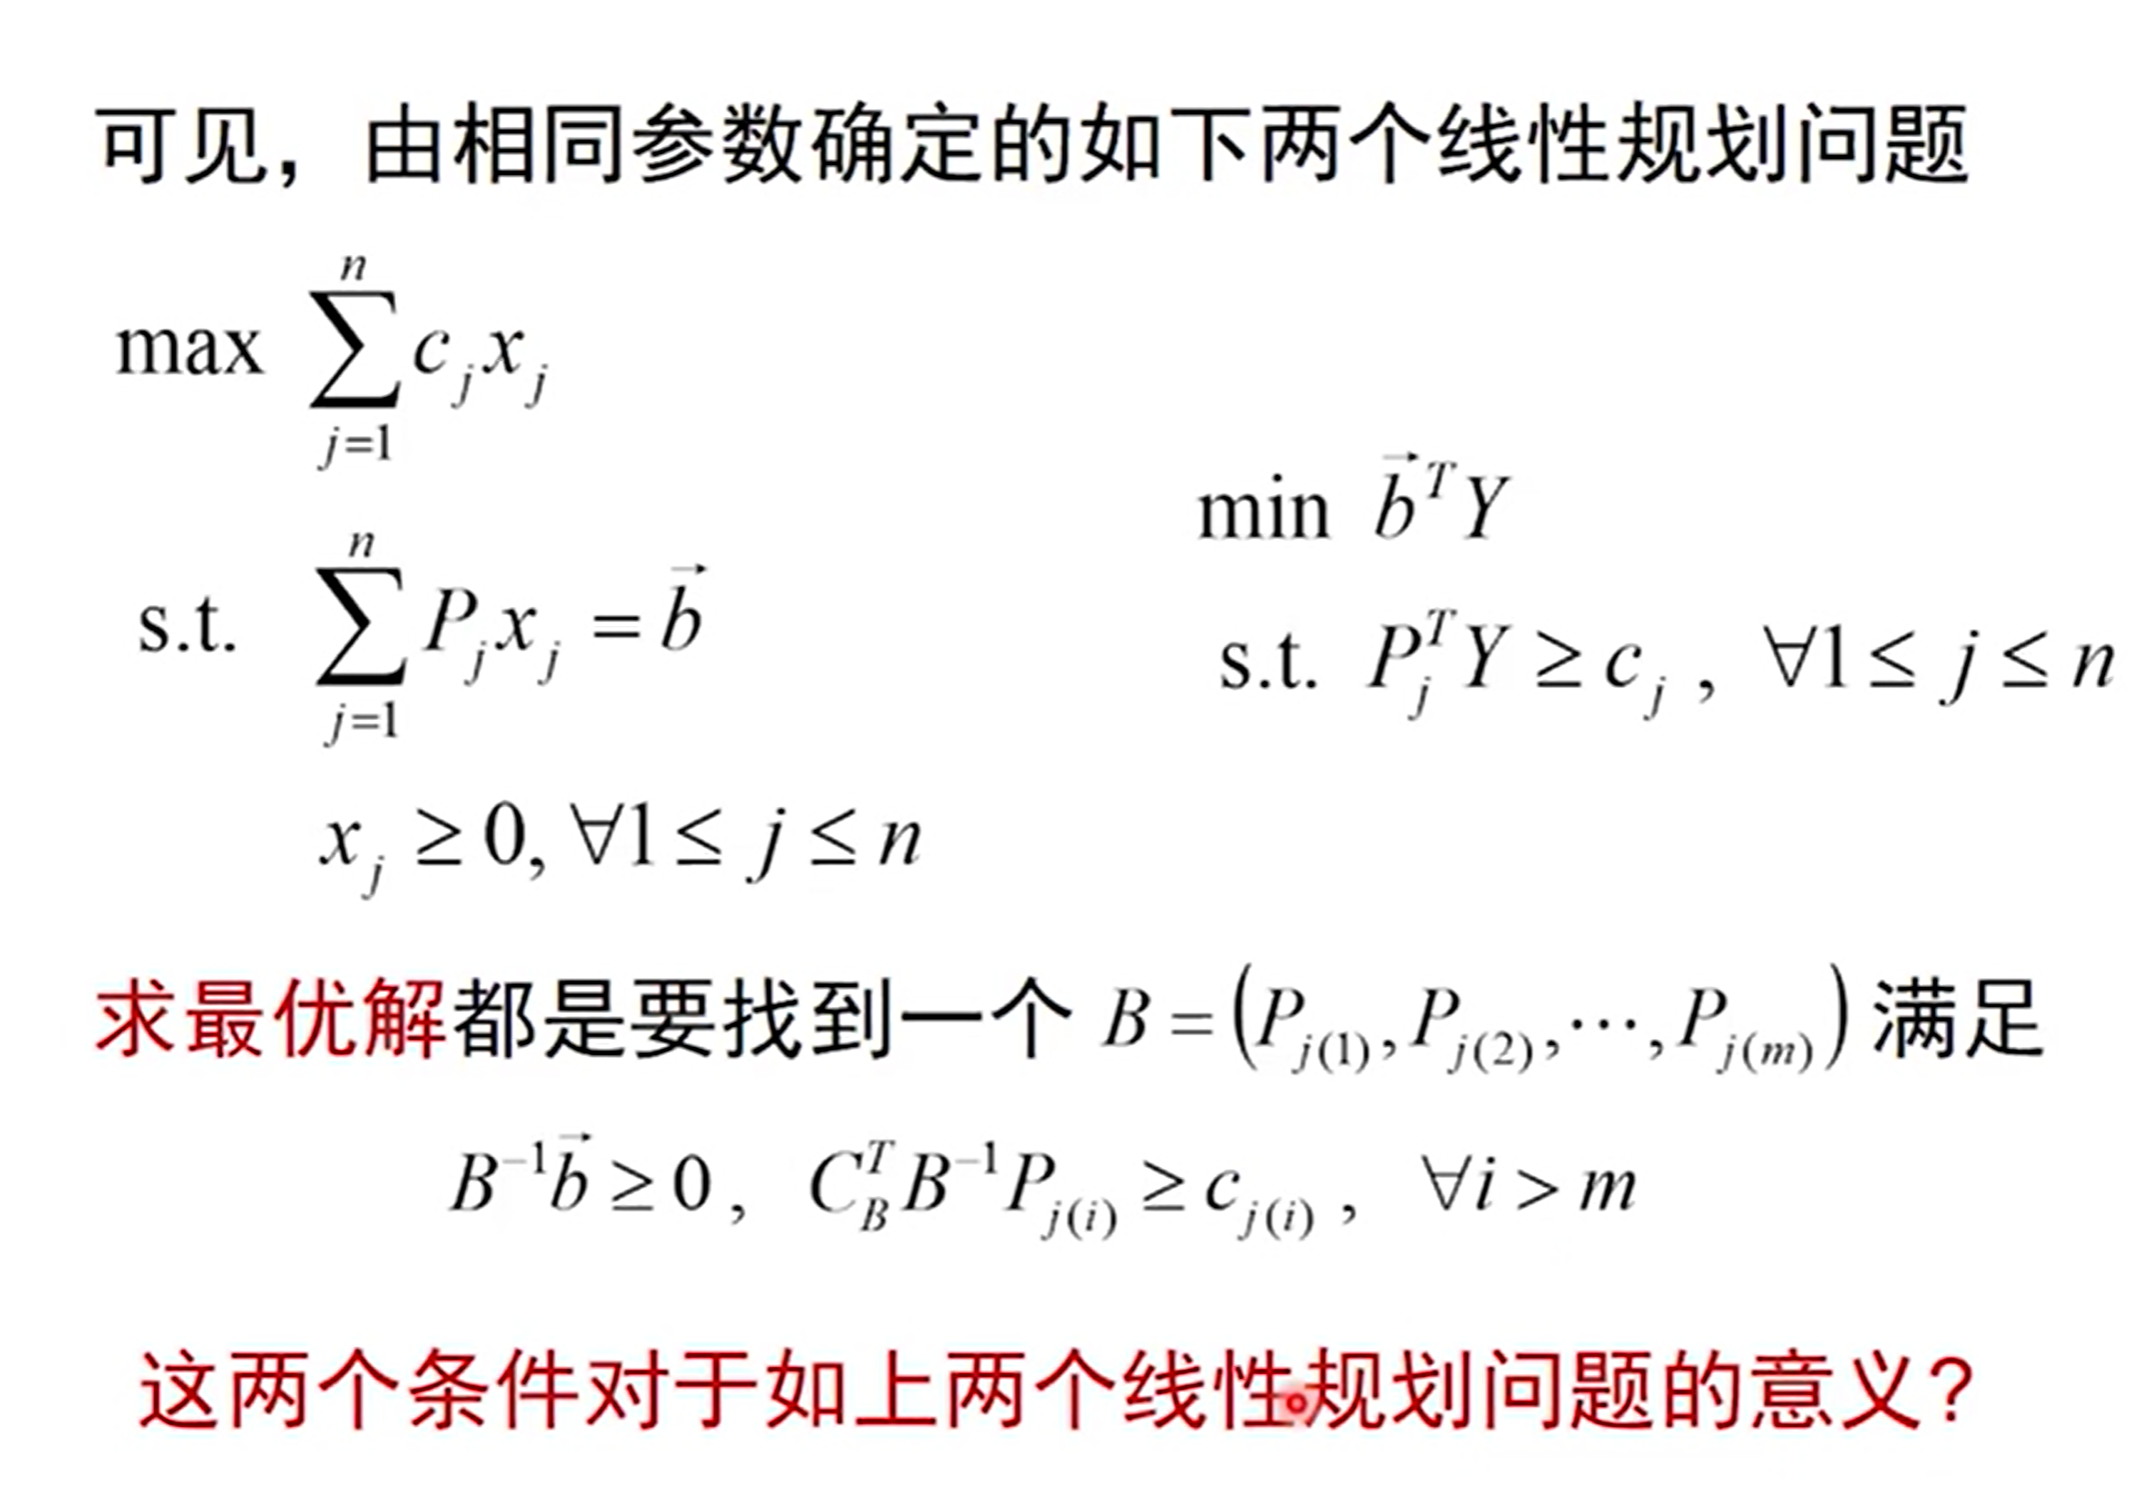 可见，由相同参数确定的如下两个线性规划问题
max $\sum_{j=1}^{n} c_j x_j$
s.t. $\sum_{j=1}^{n} P_j x_j = \vec{b}$
$x_j \geq 0, \forall 1 \leq j \leq n$
min $\vec{b}^T Y$
s.t. $P_j^T Y \geq c_j , \forall 1 \leq j \leq n$
求最优解都是要找到一个 $B = (P_{j(1)}, P_{j(2)}, \cdots, P_{j(m)})$ 满足
$B^{-1}\vec{b} \geq 0 , C_B^T B^{-1} P_{j(i)} \geq c_{j(i)} , \forall i > m$
这两个条件对于如上两个线性规划问题的意义?